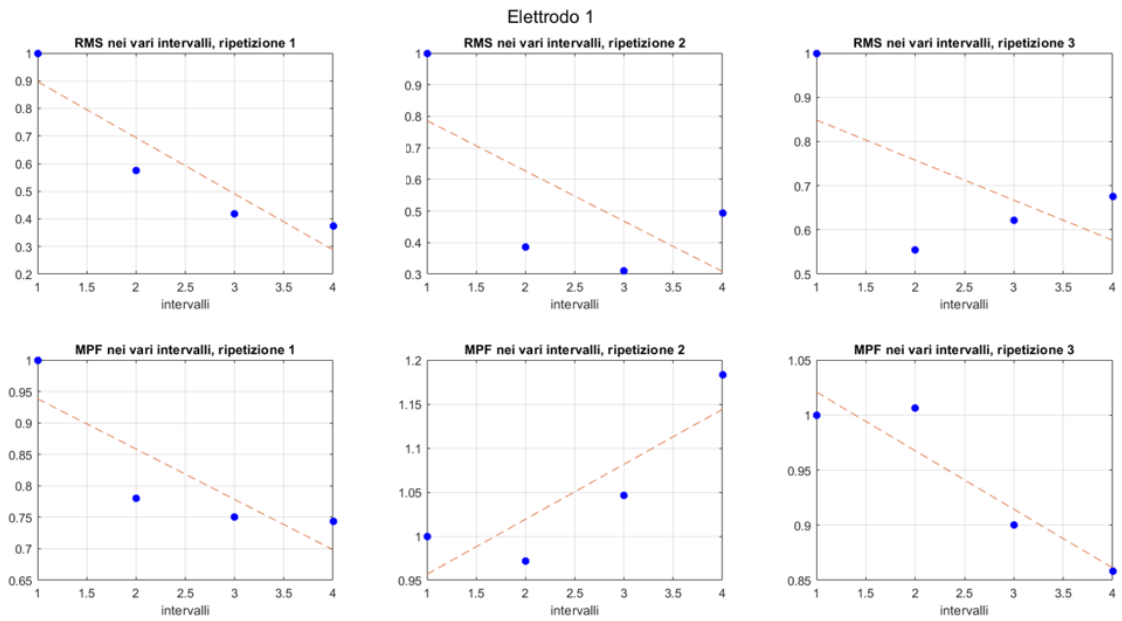 Elettrodo 1
RMS nei vari intervalli, ripetizione 1
1
0.9
0.8
0.7
0.6
0.5
0.4
0.3
0.2
1 1.5 2 2.5 3 3.5 4
intervalli
RMS nei vari intervalli, ripetizione 2
1
0.9
0.8
0.7
0.6
0.5
0.4
0.3
1 1.5 2 2.5 3 3.5 4
intervalli
RMS nei vari intervalli, ripetizione 3
1
0.9
0.8
0.7
0.6
0.5
1 1.5 2 2.5 3 3.5 4
intervalli
MPF nei vari intervalli, ripetizione 1
1
0.95
0.9
0.85
0.8
0.75
0.7
0.65
1 1.5 2 2.5 3 3.5 4
intervalli
MPF nei vari intervalli, ripetizione 2
1.2
1.15
1.1
1.05
1
0.95
1 1.5 2 2.5 3 3.5 4
intervalli
MPF nei vari intervalli, ripetizione 3
1.05
1
0.95
0.9
0.85
1 1.5 2 2.5 3 3.5 4
intervalli